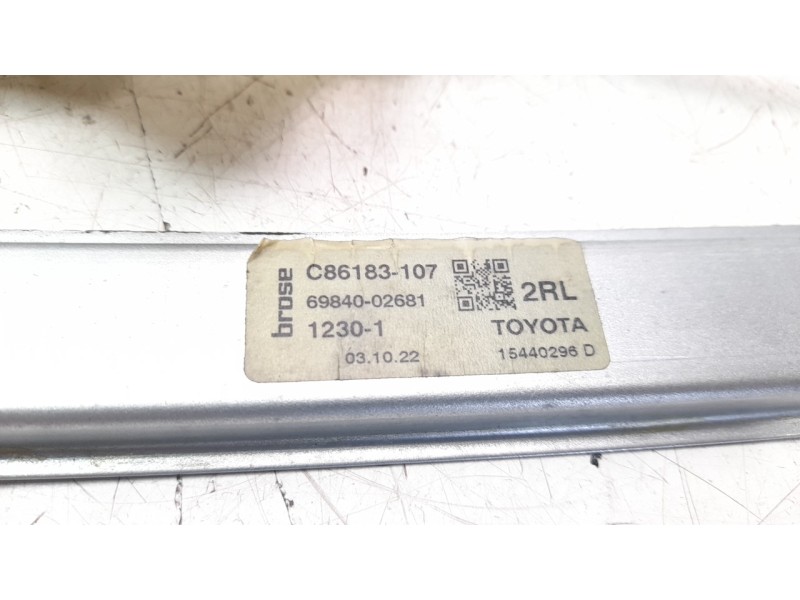 brose
C86183-107
69840-02681
1230-1
03.10.22
2RL
TOYOTA
15440296 D